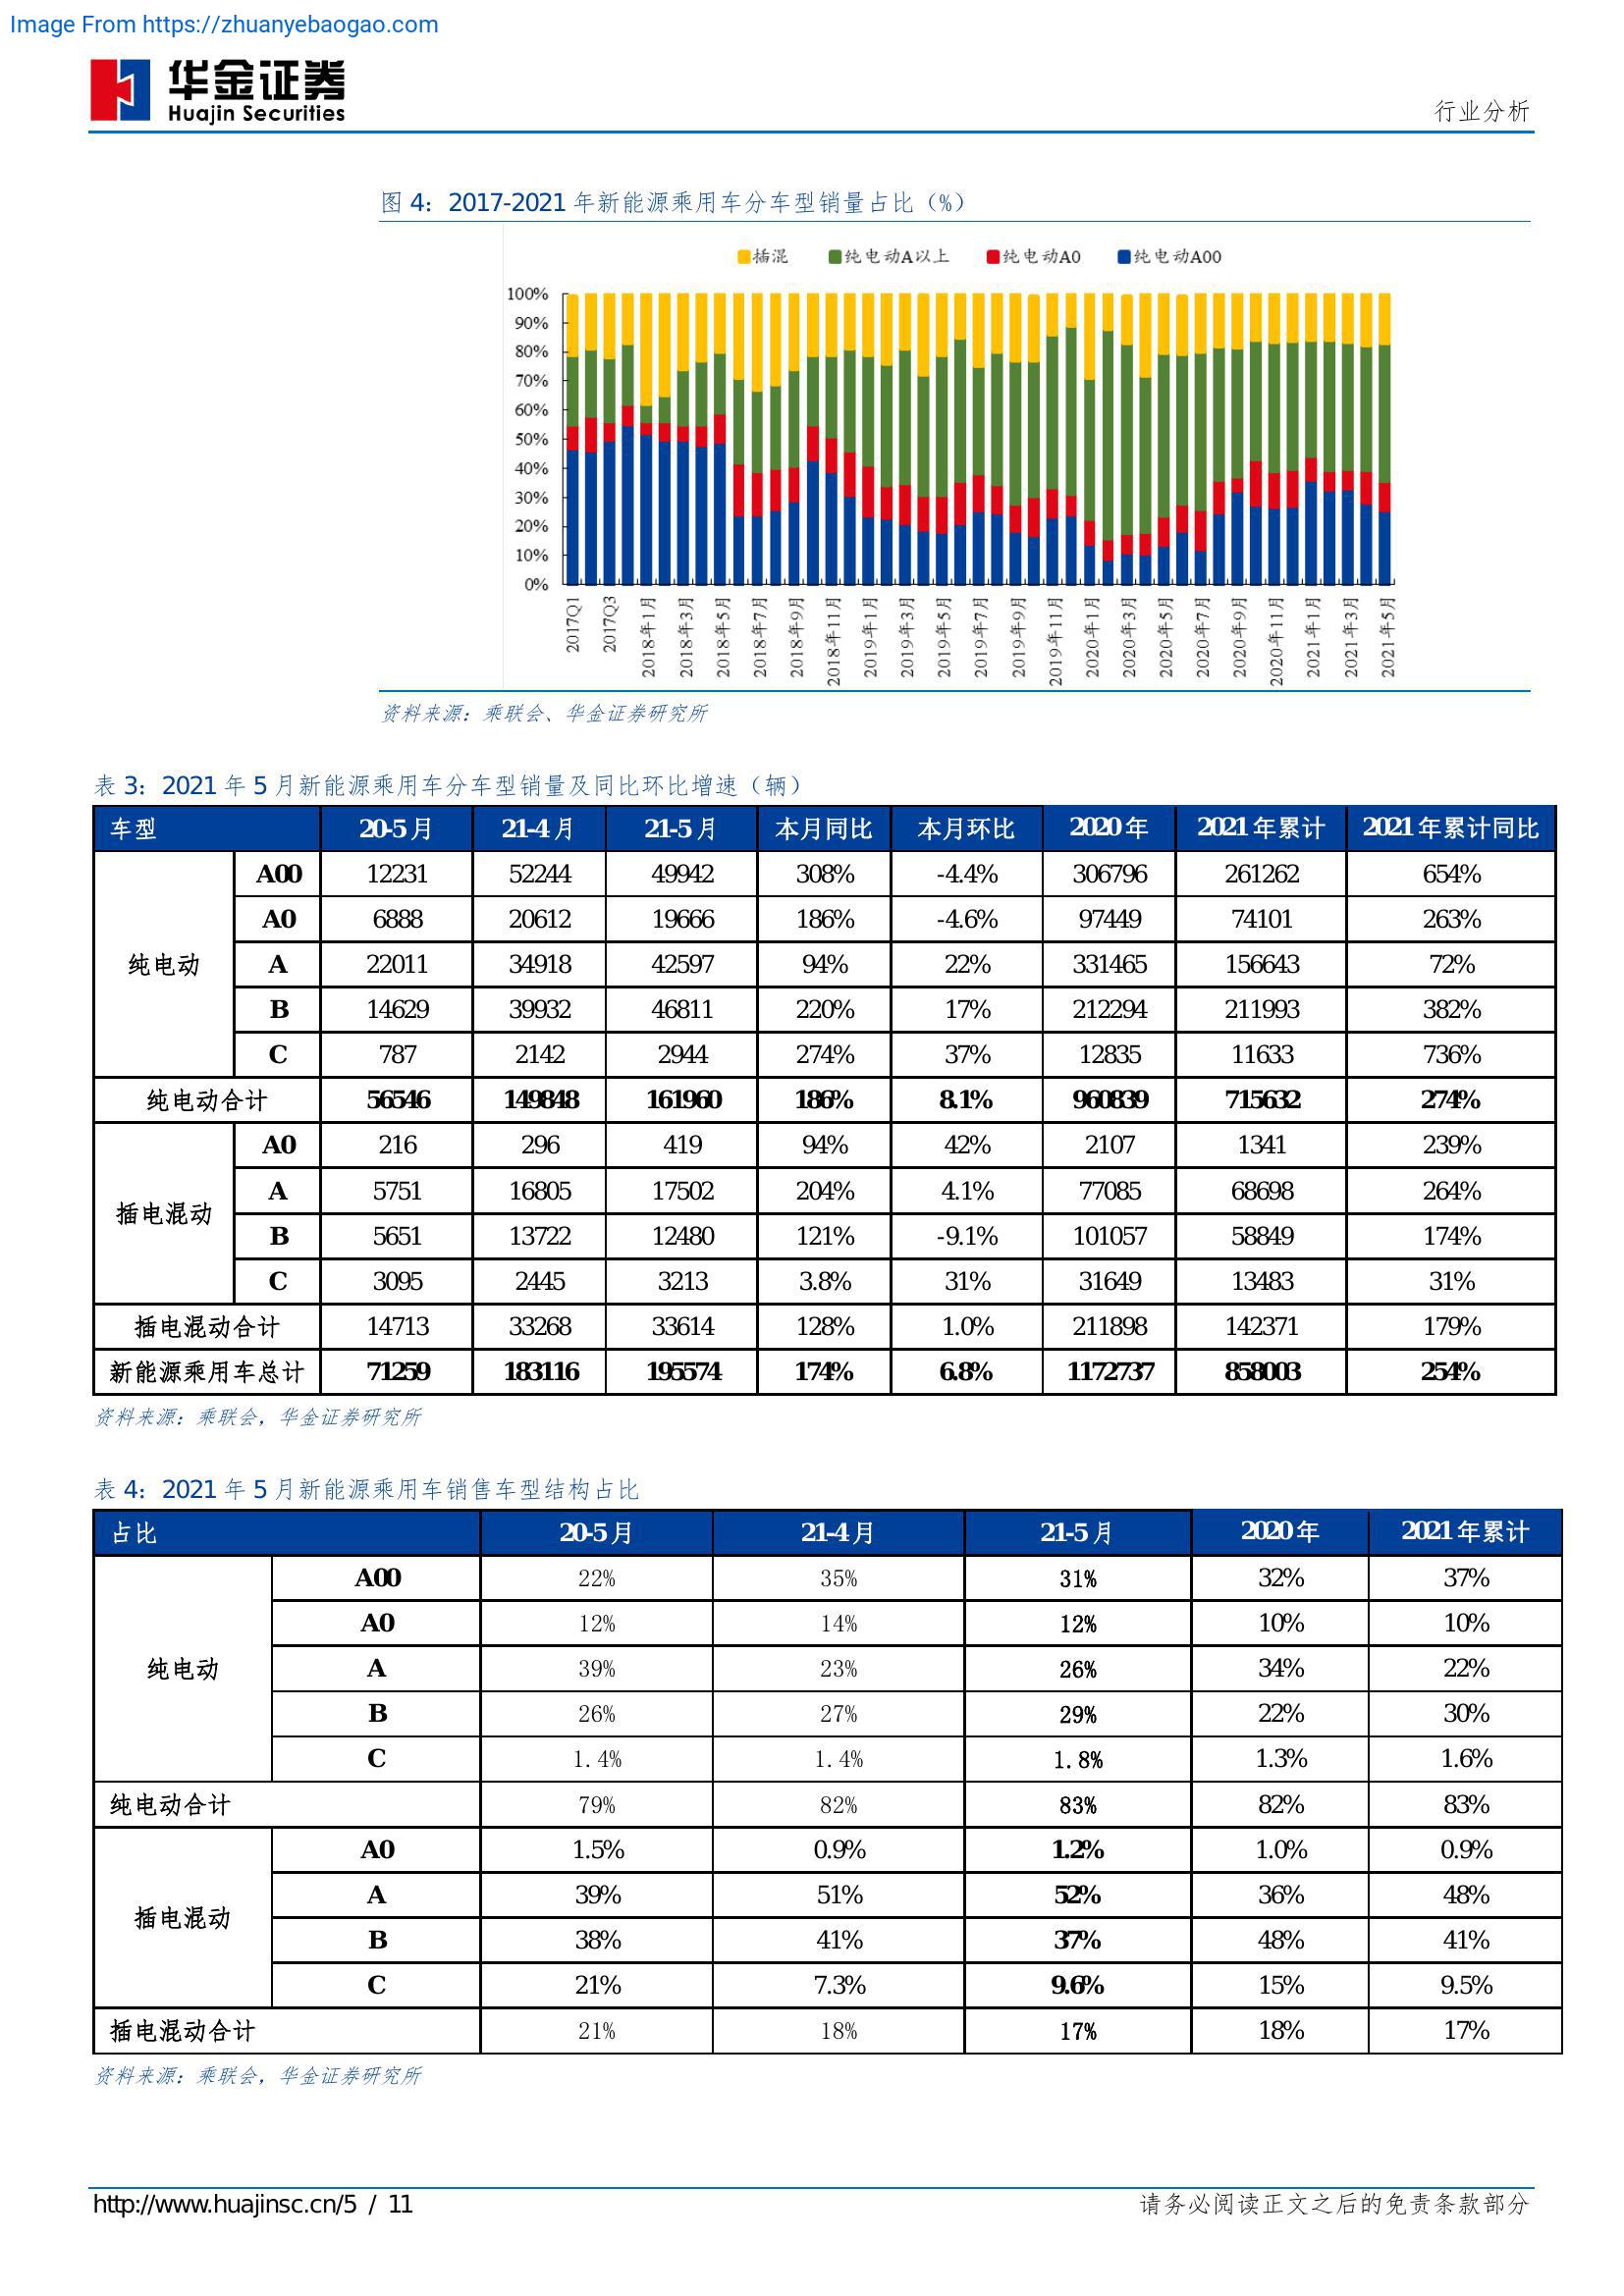 Image From https://zhuanyebaogao.com
华金证券
Huajin Securities
行业分析
图 4：2017-2021 年新能源乘用车分车型销量占比（%）
插混 纯电动A以上 纯电动A0 纯电动A00
100%
90%
80%
70%
60%
50%
40%
30%
20%
10%
0%
2017Q1 2017Q3 2018年1月 2018年3月 2018年5月 2018年7月 2018年9月 2018年11月 2019年1月 2019年3月 2019年5月 2019年7月 2019年9月 2019年11月 2020年1月 2020年3月 2020年5月 2020年7月 2020年9月 2020年11月 2021年1月 2021年3月 2021年5月
资料来源：乘联会、华金证券研究所
表 3：2021 年 5 月新能源乘用车分车型销量及同比环比增速（辆）
车型 20-5 月 21-4 月 21-5 月 本月同比 本月环比 2020 年 2021 年累计 2021 年累计同比
纯电动
A00 12231 52244 49942 308% -4.4% 306796 261262 654%
A0 6888 20612 19666 186% -4.6% 97449 74101 263%
A 22011 34918 42597 94% 22% 331465 156643 72%
B 14629 39932 46811 220% 17% 212294 211993 382%
C 787 2142 2944 274% 37% 12835 11633 736%
纯电动合计 56546 149848 161960 186% 8.1% 960839 715632 274%
插电混动
A0 216 296 419 94% 42% 2107 1341 239%
A 5751 16805 17502 204% 4.1% 77085 68698 264%
B 5651 13722 12480 121% -9.1% 101057 58849 174%
C 3095 2445 3213 3.8% 31% 31649 13483 31%
插电混动合计 14713 33268 33614 128% 1.0% 211898 142371 179%
新能源乘用车总计 71259 183116 195574 174% 6.8% 1172737 858003 254%
资料来源：乘联会，华金证券研究所
表 4：2021 年 5 月新能源乘用车销售车型结构占比
占比 20-5 月 21-4 月 21-5 月 2020 年 2021 年累计
纯电动
A00 22% 35% 31% 32% 37%
A0 12% 14% 12% 10% 10%
A 39% 23% 26% 34% 22%
B 26% 27% 29% 22% 30%
C 1.4% 1.4% 1.8% 1.3% 1.6%
纯电动合计 79% 82% 83% 82% 83%
插电混动
A0 1.5% 0.9% 1.2% 1.0% 0.9%
A 39% 51% 52% 36% 48%
B 38% 41% 37% 48% 41%
C 21% 7.3% 9.6% 15% 9.5%
插电混动合计 21% 18% 17% 18% 17%
资料来源：乘联会，华金证券研究所
http://www.huajinsc.cn/5 / 11
请务必阅读正文之后的免责条款部分